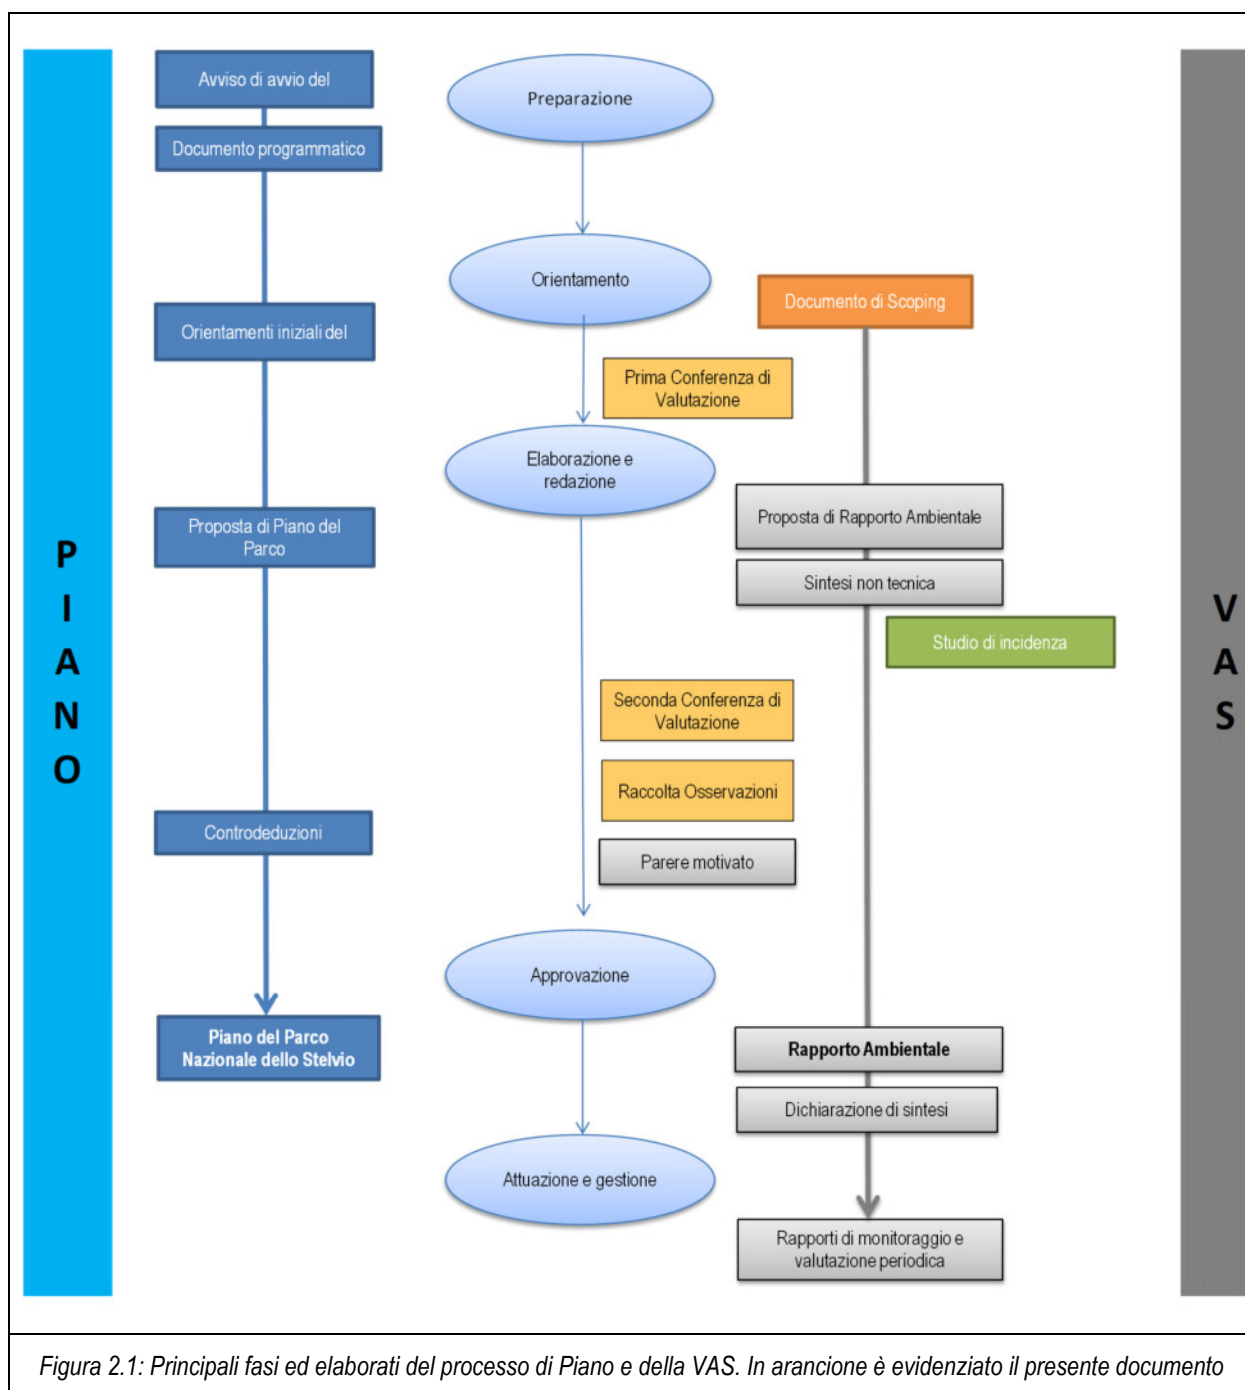 PIANO
Avviso di avvio del
Documento programmatico
Orientamenti iniziali del
Proposta di Piano del
Parco
Controdeduzioni
Piano del Parco
Nazionale dello Stelvio
Preparazione
Orientamento
Prima Conferenza di
Valutazione
Elaborazione e
redazione
Seconda Conferenza di
Valutazione
Raccolta Osservazioni
Parere motivato
Approvazione
Attuazione e gestione
Documento di Scoping
Proposta di Rapporto Ambientale
Sintesi non tecnica
Studio di incidenza
Rapporto Ambientale
Dichiarazione di sintesi
Rapporti di monitoraggio e
valutazione periodica
VAS
Figura 2.1: Principali fasi ed elaborati del processo di Piano e della VAS. In arancione è evidenziato il presente documento